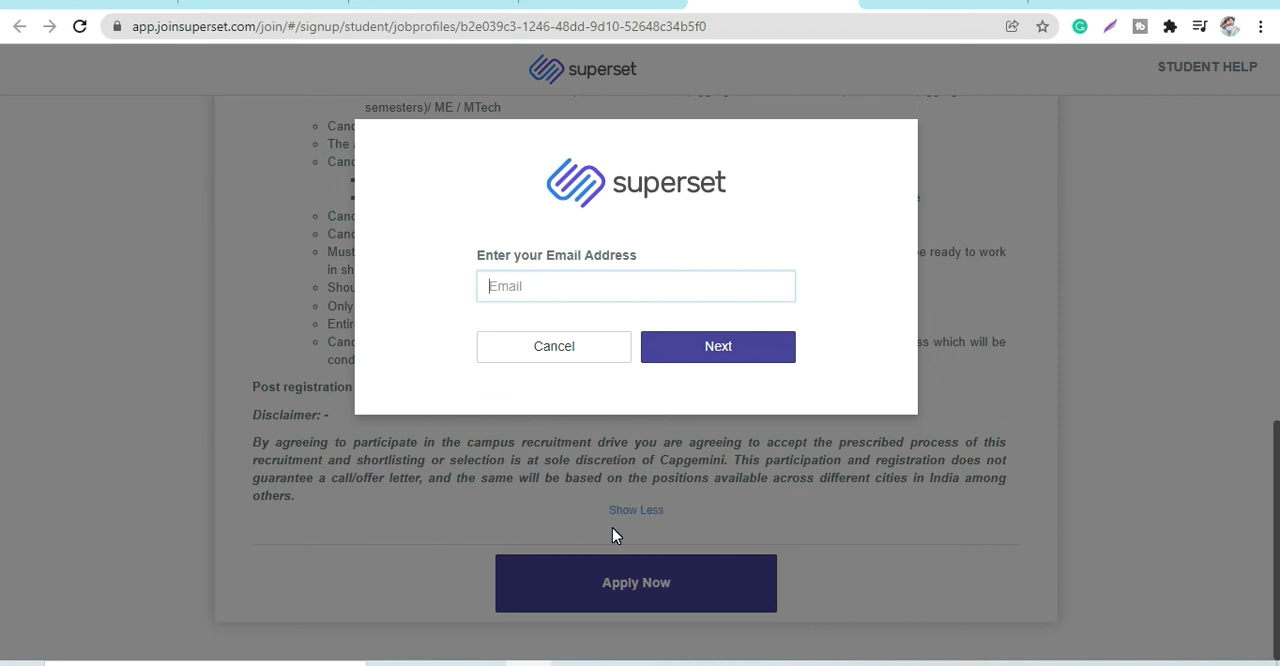 app.joinsuperset.com/join/#/signup/student/jobprofiles/b2e039c3-1246-48dd-9d10-52648c34b5f0
superset
STUDENT HELP
semesters)/ ME / MTech
superset
Enter your Email Address
Email
Cancel
Next
The
Must
be ready to work
in
Only
which will be
Post registration
Disclaimer: -
By agreeing to participate in the campus recruitment drive you are agreeing to accept the prescribed process of this
recruitment and shortlisting or selection is at sole discretion of Capgemini. This participation and registration does not
guarantee a call/offer letter, and the same will be based on the positions available across different cities in India among
others.
Show Less
Apply Now